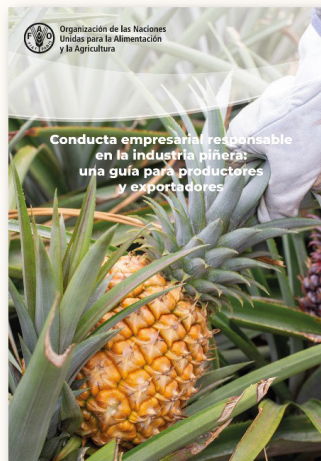 Organización de las Naciones
Unidas para la Alimentación
y la Agricultura
Conducta empresarial responsable
en la industria piñera:
una guía para productores
y exportadores